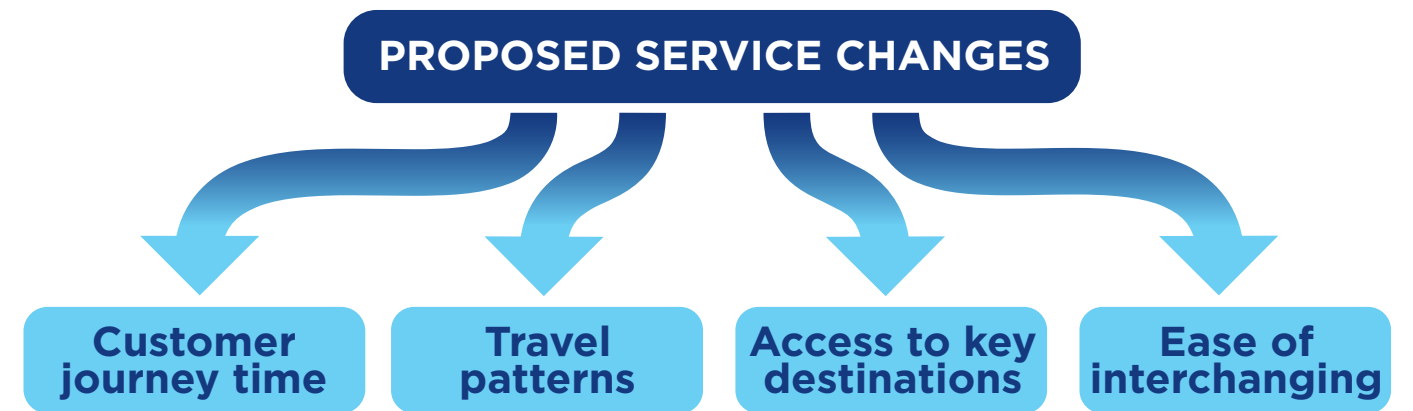 PROPOSED SERVICE CHANGES
Customer
journey time
Travel
patterns
Access to key
destinations
Ease of
interchanging